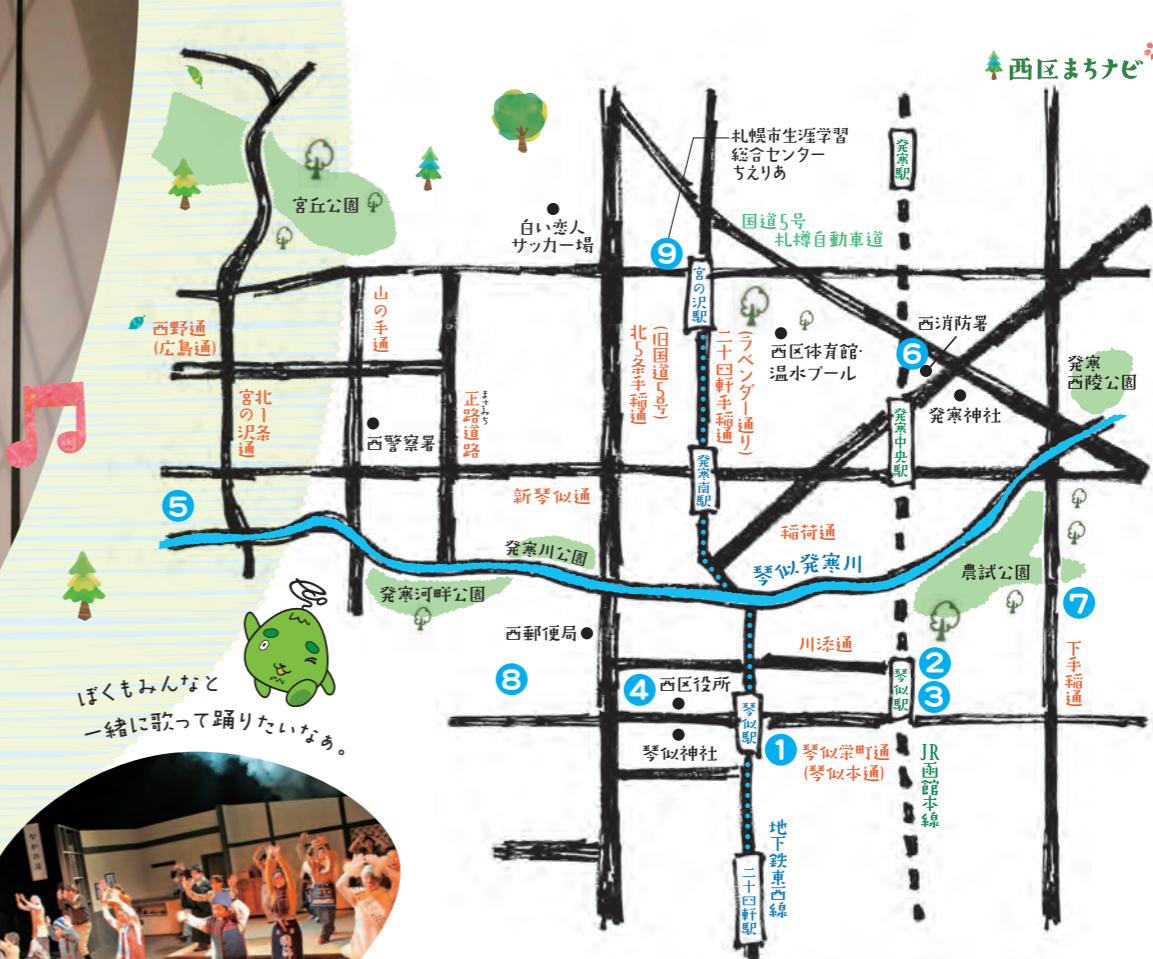 西区まちナビ
発寒駅
札幌市生涯学習
総合センター
ちえりあ
宮丘公園
白い恋人
サッカー場
国道5号
札樽自動車道
9
宮の沢駅
山の手通
西野通
(広島通)
北5条手稲通
(旧国道5号)
二十四軒手稲通
(ラベンダー通り)
西区体育館・
温水プール
西消防署
6
発寒神社
発寒
西陵公園
北1条
宮の沢通
まさみち
正路道路
西警察署
発寒南駅
発寒中央駅
5
新琴似通
稲荷通
発寒川公園
琴似発寒川
農試公園
発寒河畔公園
7
西郵便局
川添通
下手稲通
2
3
琴似駅
8
4
西区役所
琴似駅
琴似神社
1
琴似栄町通
(琴似本通)
JR函館本線
地下鉄東西線
二十四軒駅
ぼくもみんなと
一緒に歌って踊りたいなぁ。